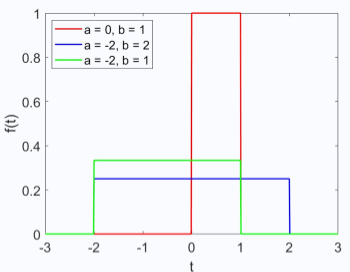 1
a = 0, b = 1
a = -2, b = 2
a = -2, b = 1
0.8
0.6
f(t)
0.4
0.2
0
-3 -2 -1 0 1 2 3
t